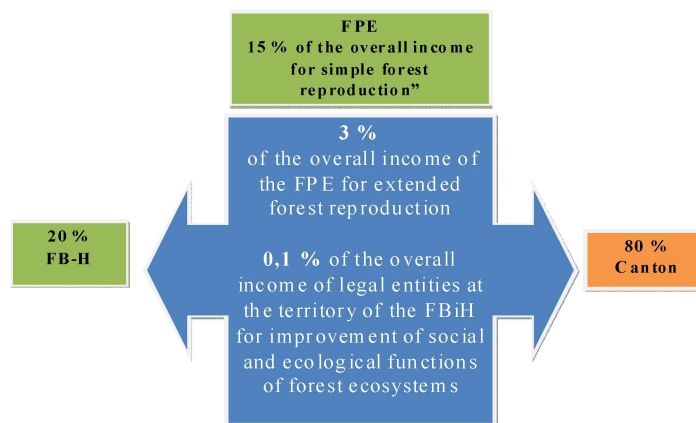 FPE
15 % of the overall income
for simple forest
reproduction”
3 %
of the overall income of
the FPE for extended
forest reproduction
20 %
FB-H
80 %
Canton
0,1 % of the overall
income of legal entities at
the territory of the FBiH
for improvement of social
and ecological functions
of forest ecosystems